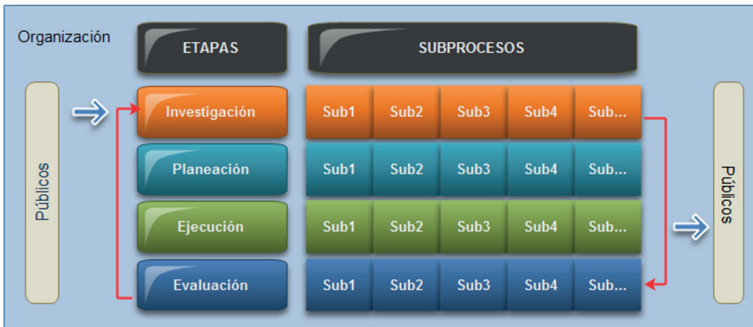 Organización
ETAPAS SUBPROCESOS
Públicos
Investigación Sub1 Sub2 Sub3 Sub4 Sub...
Planeación Sub1 Sub2 Sub3 Sub4 Sub...
Ejecución Sub1 Sub2 Sub3 Sub4 Sub...
Evaluación Sub1 Sub2 Sub3 Sub4 Sub...
Públicos